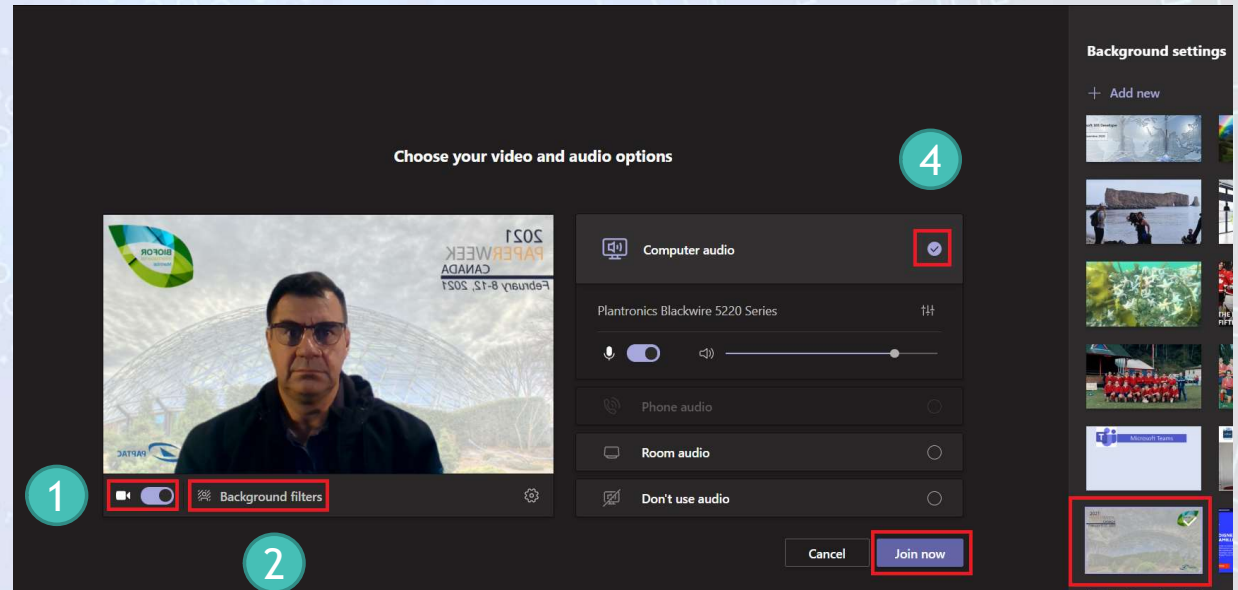 Background settings
+ Add new
Choose your video and audio options
4
2021
PAPERWEEK
CANADA
February 8-12, 2021
BIOFOR
PAPTAC
Computer audio
Plantronics Blackwire 5220 Series
Phone audio
Room audio
Don't use audio
1
Background filters
2
Cancel
Join now
Microsoft Teams